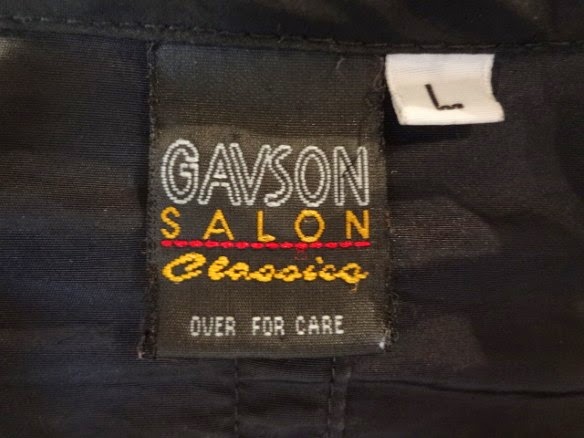 GAVSON
SALON
Classics
OVER FOR CARE
L